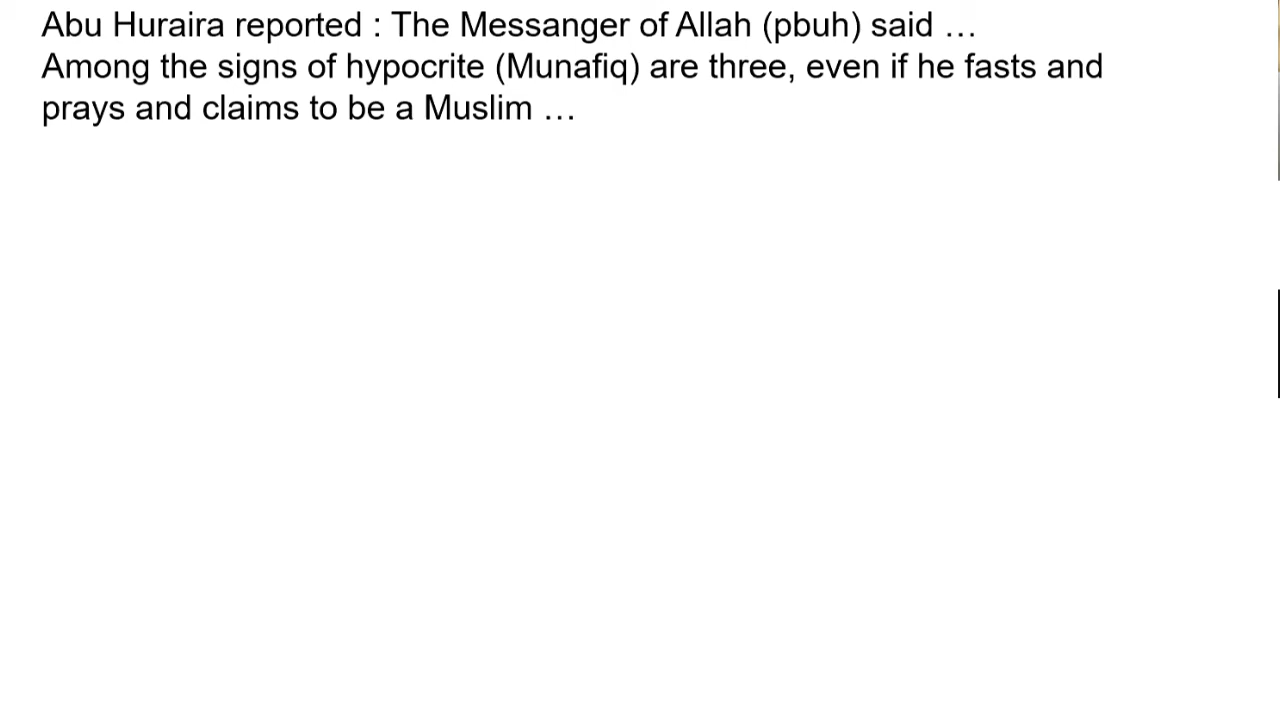 Abu Huraira reported : The Messanger of Allah (pbuh) said …
Among the signs of hypocrite (Munafiq) are three, even if he fasts and
prays and claims to be a Muslim …